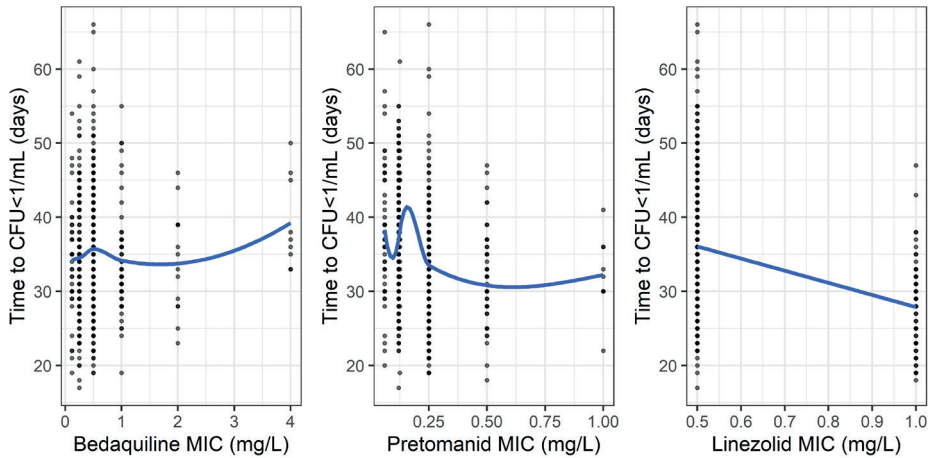 Time to CFU<1/mL (days)
60
50
40
30
20
0 1 2 3 4
Bedaquiline MIC (mg/L)
Time to CFU<1/mL (days)
60
50
40
30
20
0.25 0.50 0.75 1.00
Pretomanid MIC (mg/L)
Time to CFU<1/mL (days)
60
50
40
30
20
0.5 0.6 0.7 0.8 0.9 1.0
Linezolid MIC (mg/L)